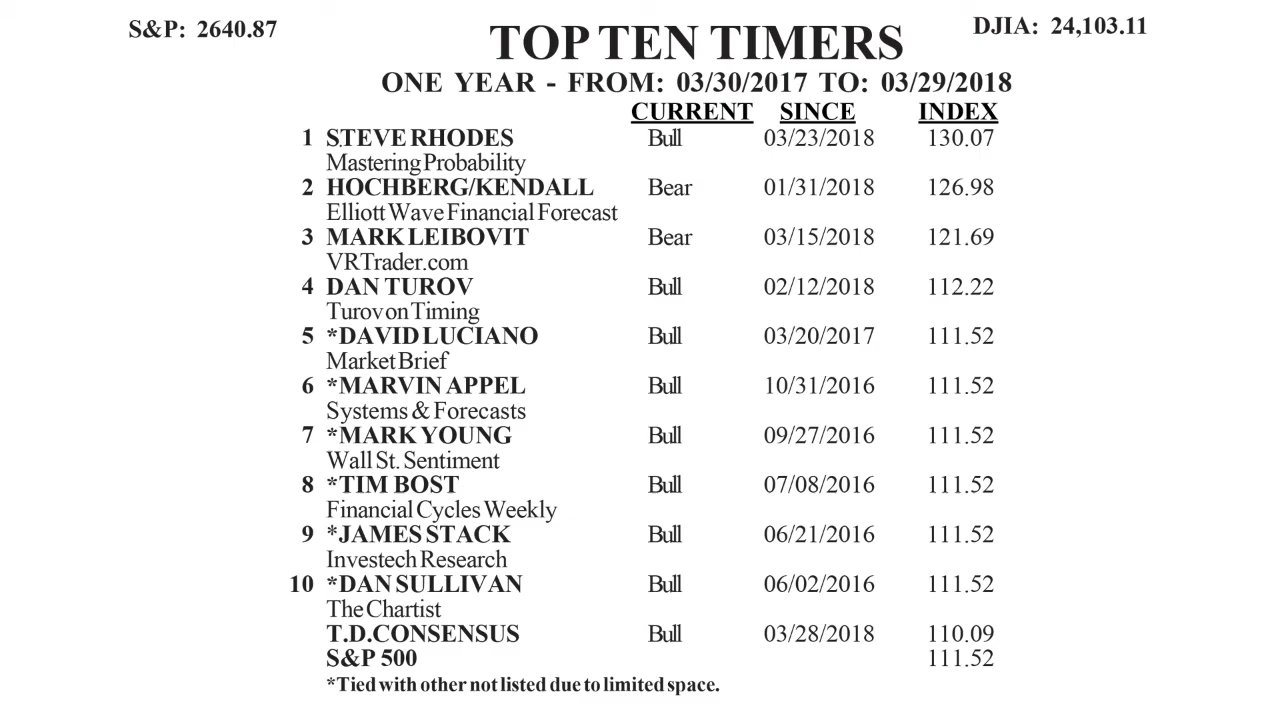 S&P: 2640.87
TOP TEN TIMERS
DJIA: 24,103.11
ONE YEAR - FROM: 03/30/2017 TO: 03/29/2018
CURRENT SINCE INDEX
1 S.TEVE RHODES Bull 03/23/2018 130.07
Mastering Probability
2 HOCHBERG/KENDALL Bear 01/31/2018 126.98
Elliott Wave Financial Forecast
3 MARK LEIBOVIT Bear 03/15/2018 121.69
VRTrader.com
4 DAN TUROV Bull 02/12/2018 112.22
Turov on Timing
5 *DAVID LUCIANO Bull 03/20/2017 111.52
Market Brief
6 *MARVIN APPEL Bull 10/31/2016 111.52
Systems & Forecasts
7 *MARK YOUNG Bull 09/27/2016 111.52
Wall St. Sentiment
8 *TIM BOST Bull 07/08/2016 111.52
Financial Cycles Weekly
9 *JAMES STACK Bull 06/21/2016 111.52
Investech Research
10 *DAN SULLIVAN Bull 06/02/2016 111.52
The Chartist
T.D.CONSENSUS Bull 03/28/2018 110.09
S&P 500 111.52
*Tied with other not listed due to limited space.